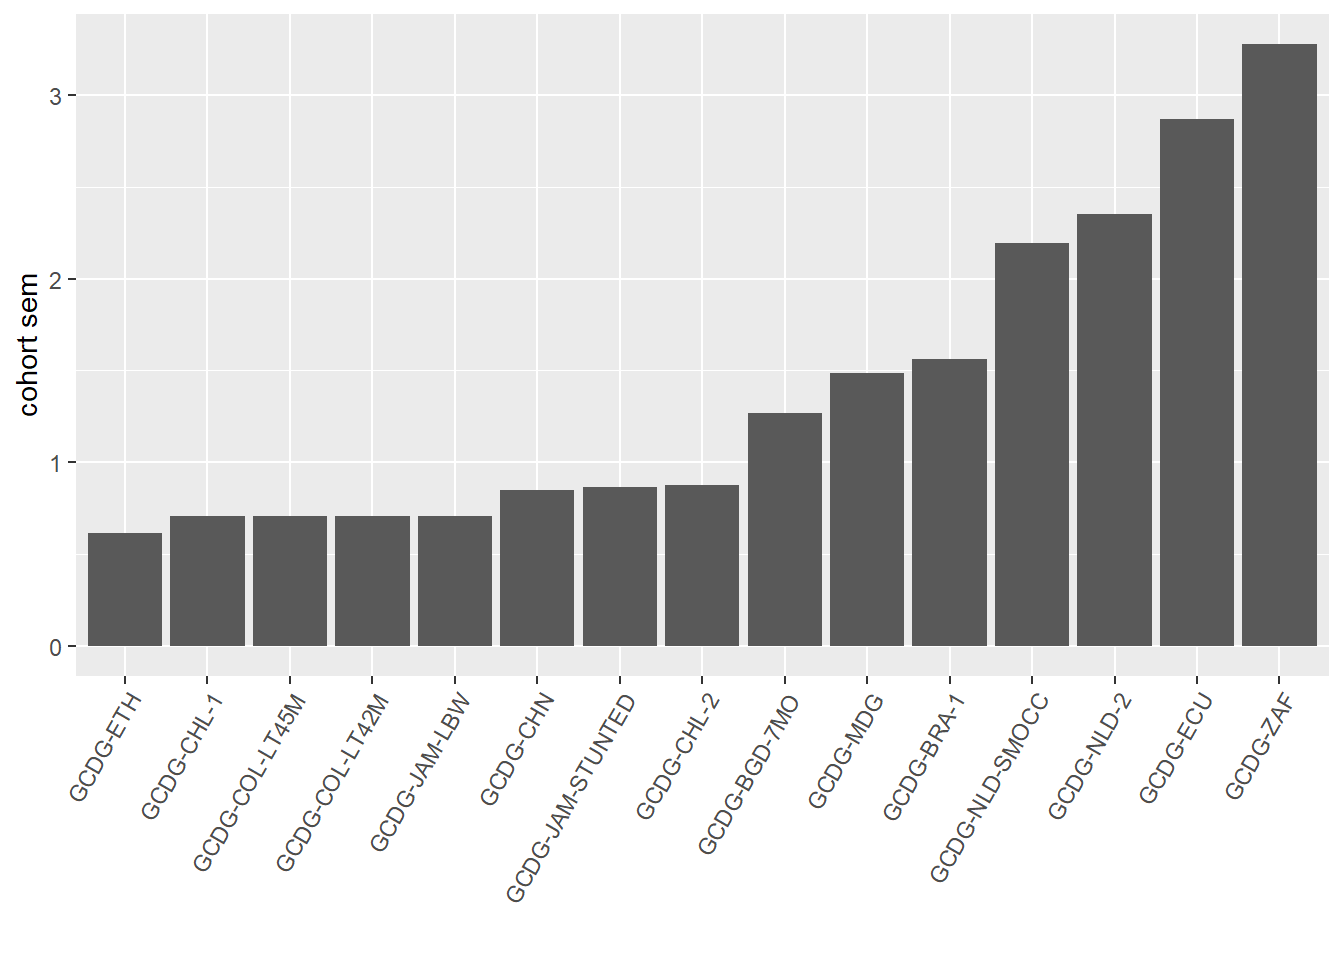 cohort sem
3
2
1
0
GCDG-ETH
GCDG-CHL-1
GCDG-COL-LT45M
GCDG-COL-LT42M
GCDG-JAM-LBW
GCDG-CHN
GCDG-JAM-STUNTED
GCDG-CHL-2
GCDG-BGD-7MO
GCDG-MDG
GCDG-BRA-1
GCDG-NLD-SMOCC
GCDG-NLD-2
GCDG-ECU
GCDG-ZAF